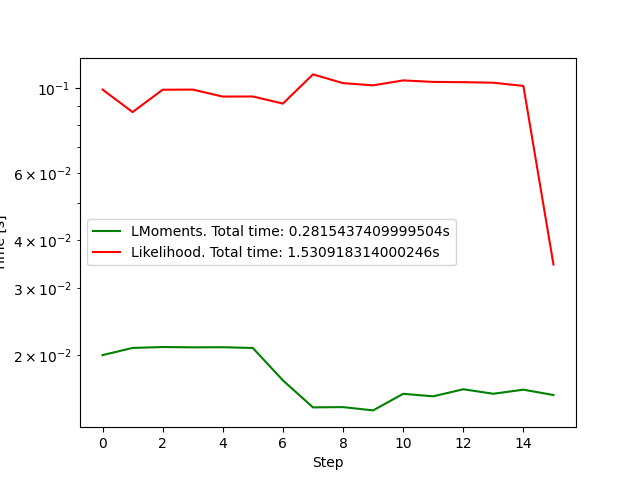 10⁻¹
6 × 10⁻²
4 × 10⁻²
3 × 10⁻²
2 × 10⁻²
LMoments. Total time: 0.2815437409999504s
Likelihood. Total time: 1.530918314000246s
0 2 4 6 8 10 12 14
Step